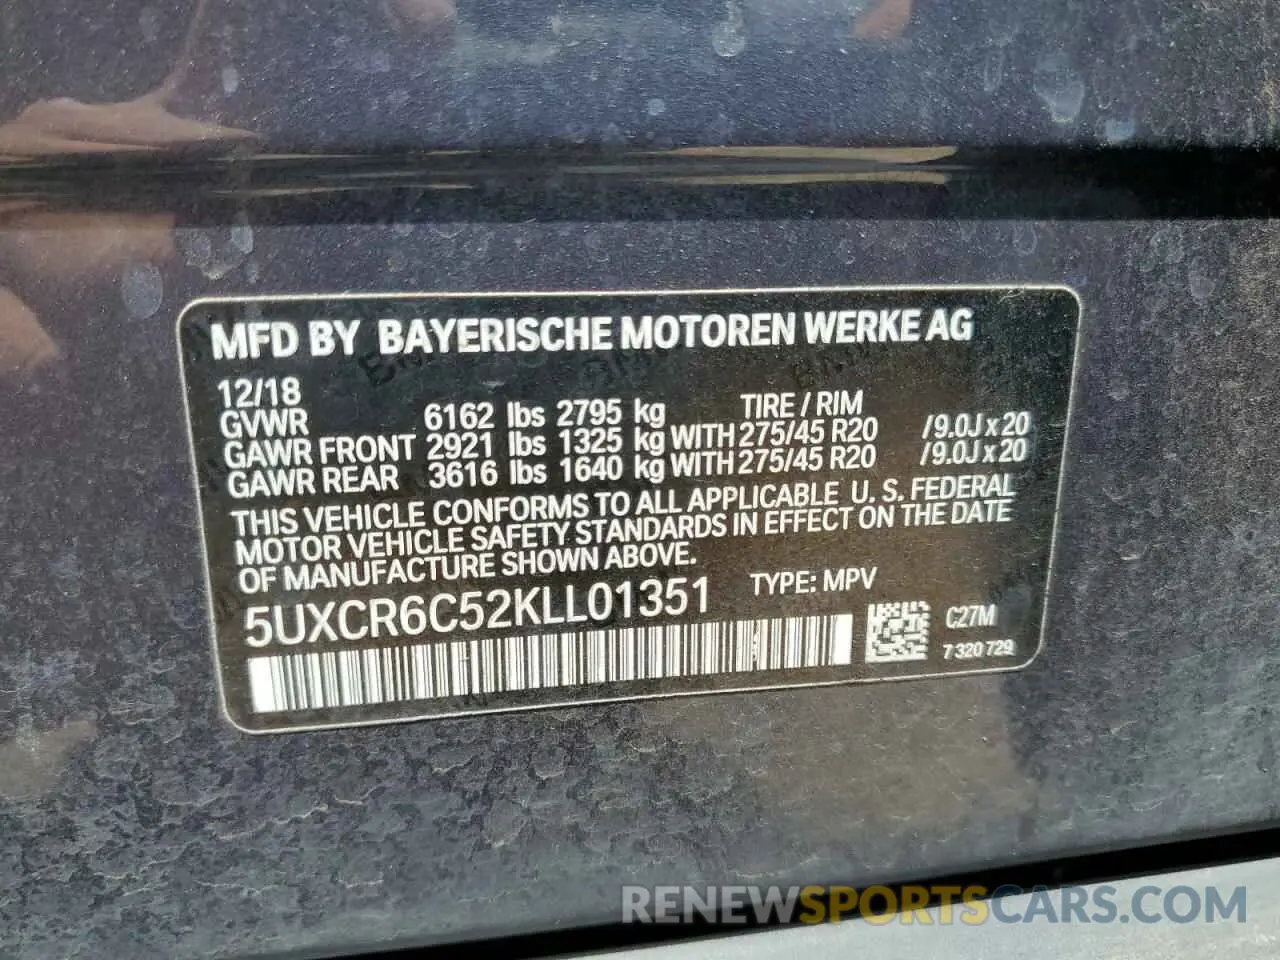 MFD BY BAYERISCHE MOTOREN WERKE AG
12/18
GVWR 6162 lbs 2795 kg TIRE / RIM
GAWR FRONT 2921 lbs 1325 kg WITH 275/45 R20 /9.0J x 20
GAWR REAR 3616 lbs 1640 kg WITH 275/45 R20 /9.0J x 20
THIS VEHICLE CONFORMS TO ALL APPLICABLE U. S. FEDERAL
MOTOR VEHICLE SAFETY STANDARDS IN EFFECT ON THE DATE
OF MANUFACTURE SHOWN ABOVE.
5UXCR6C52KLL01351 TYPE: MPV
C27M
7 320 729
RENEWSPORTSCARS.COM